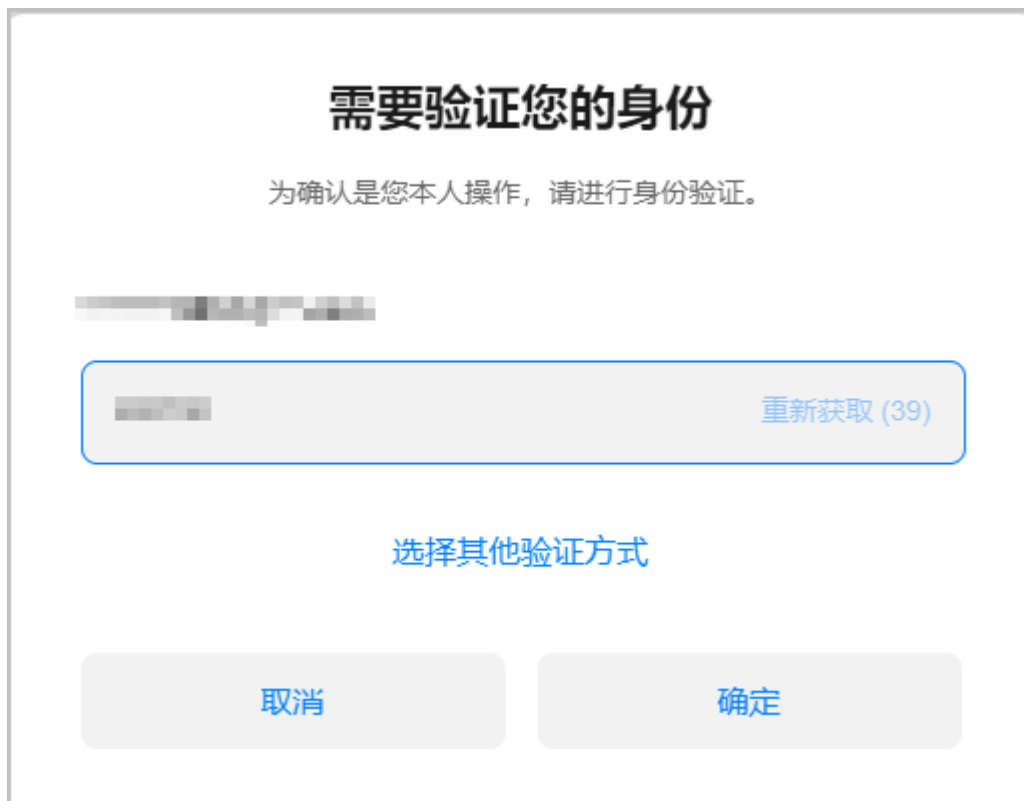 需要验证您的身份
为确认是您本人操作，请进行身份验证。
重新获取 (39)
选择其他验证方式
取消
确定